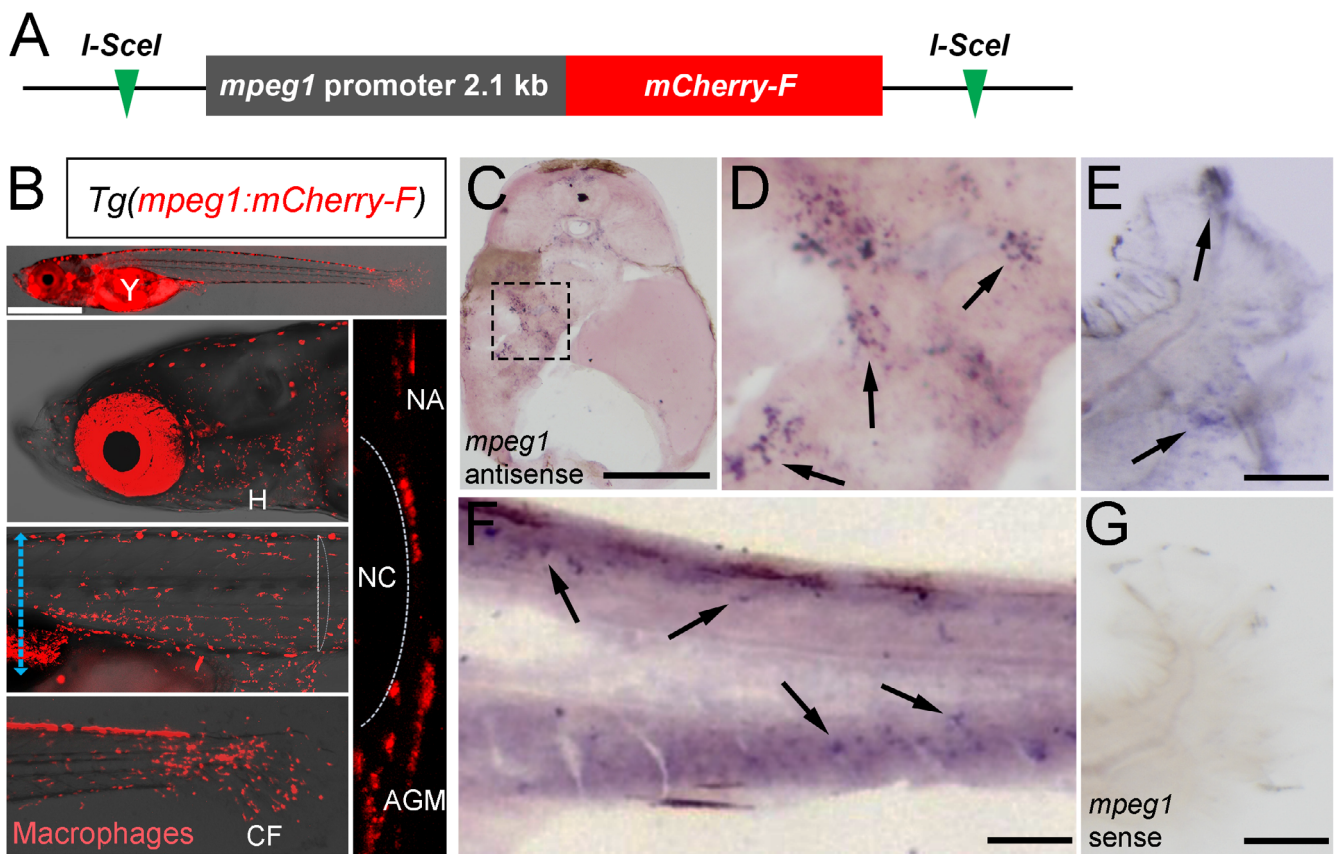 A
I-SceI
I-SceI
mpeg1 promoter 2.1 kb
mCherry-F
B
Tg(mpeg1:mCherry-F)
Y
H
NA
NC
AGM
Macrophages
CF
C
mpeg1
antisense
D
E
F
G
mpeg1
sense